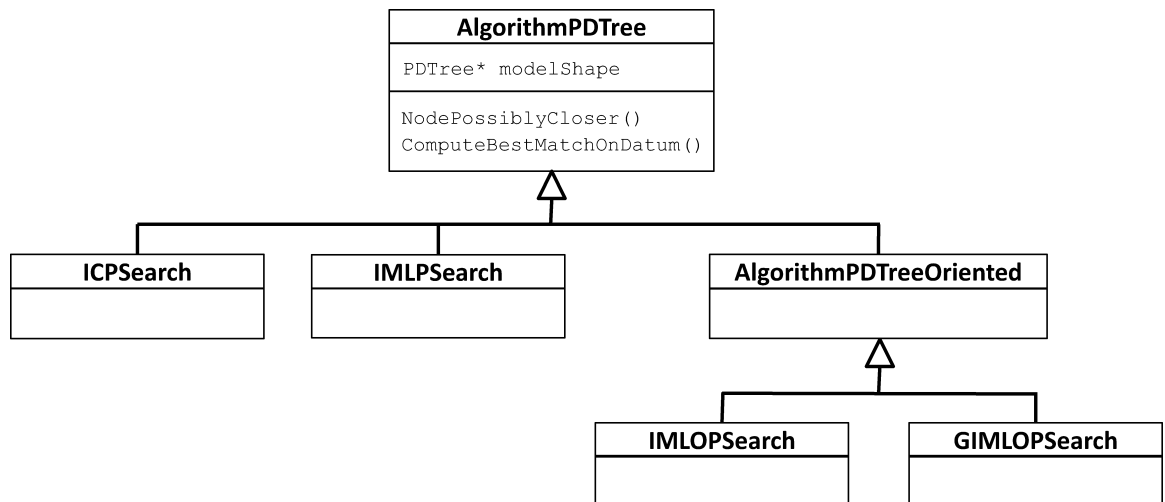 AlgorithmPDTree
PDTree* modelShape
NodePossiblyCloser()
ComputeBestMatchOnDatum()
ICPSearch
IMLPSearch
AlgorithmPDTreeOriented
IMLOPSearch
GIMLOPSearch